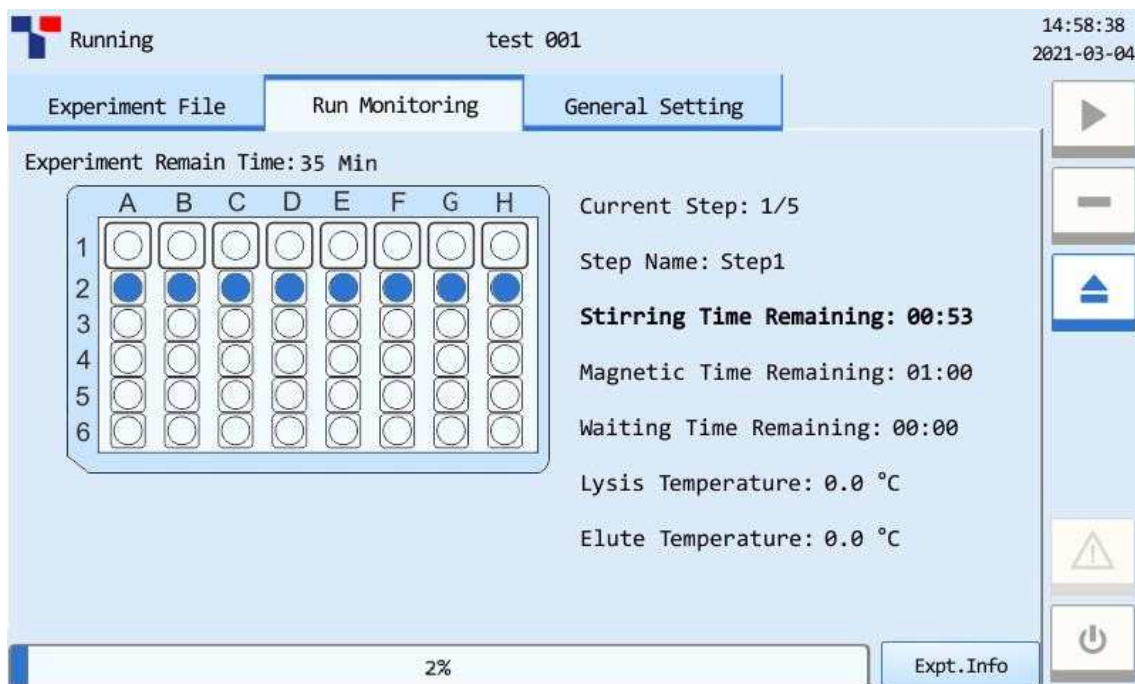 Running test 001 14:58:38
2021-03-04
Experiment File Run Monitoring General Setting
Experiment Remain Time:35 Min
A B C D E F G H
1
2
3
4
5
6
Current Step: 1/5
Step Name: Step1
Stirring Time Remaining: 00:53
Magnetic Time Remaining: 01:00
Waiting Time Remaining: 00:00
Lysis Temperature: 0.0 °C
Elute Temperature: 0.0 °C
2% Expt.Info